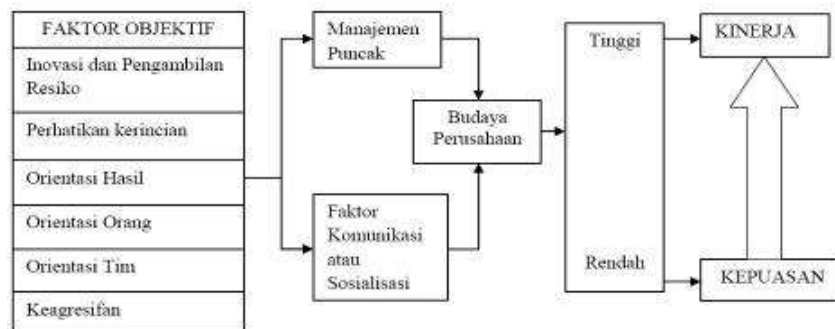 FAKTOR OBJEKTIF
Inovasi dan Pengambilan
Resiko
Perhatikan kerincian
Orientasi Hasil
Orientasi Orang
Orientasi Tim
Keagresifan
Manajemen
Puncak
Faktor
Komunikasi
atau
Sosialisasi
Budaya
Perusahaan
Tinggi
Rendah
KINERJA
KEPUASAN